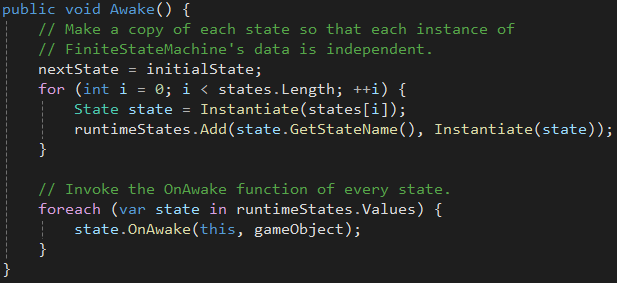 public void Awake() {
    // Make a copy of each state so that each instance of
    // FiniteStateMachine's data is independent.
    nextState = initialState;
    for (int i = 0; i < states.Length; ++i) {
        State state = Instantiate(states[i]);
        runtimeStates.Add(state.GetStateName(), Instantiate(state));
    }

    // Invoke the OnAwake function of every state.
    foreach (var state in runtimeStates.Values) {
        state.OnAwake(this, gameObject);
    }
}